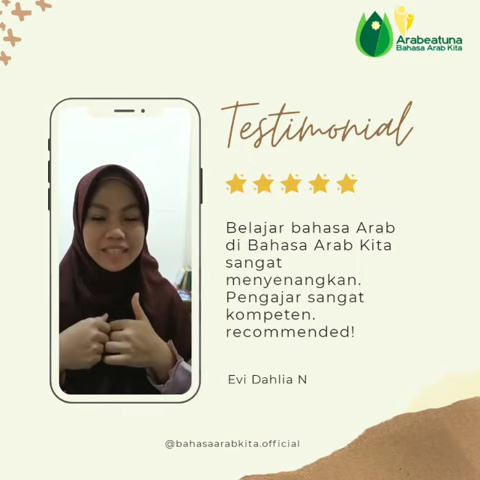 Arabeatuna
Bahasa Arab Kita
Testimonial
Belajar bahasa Arab
di Bahasa Arab Kita
sangat
menyenangkan.
Pengajar sangat
kompeten.
recommended!
Evi Dahlia N
@bahasaarabkita.official